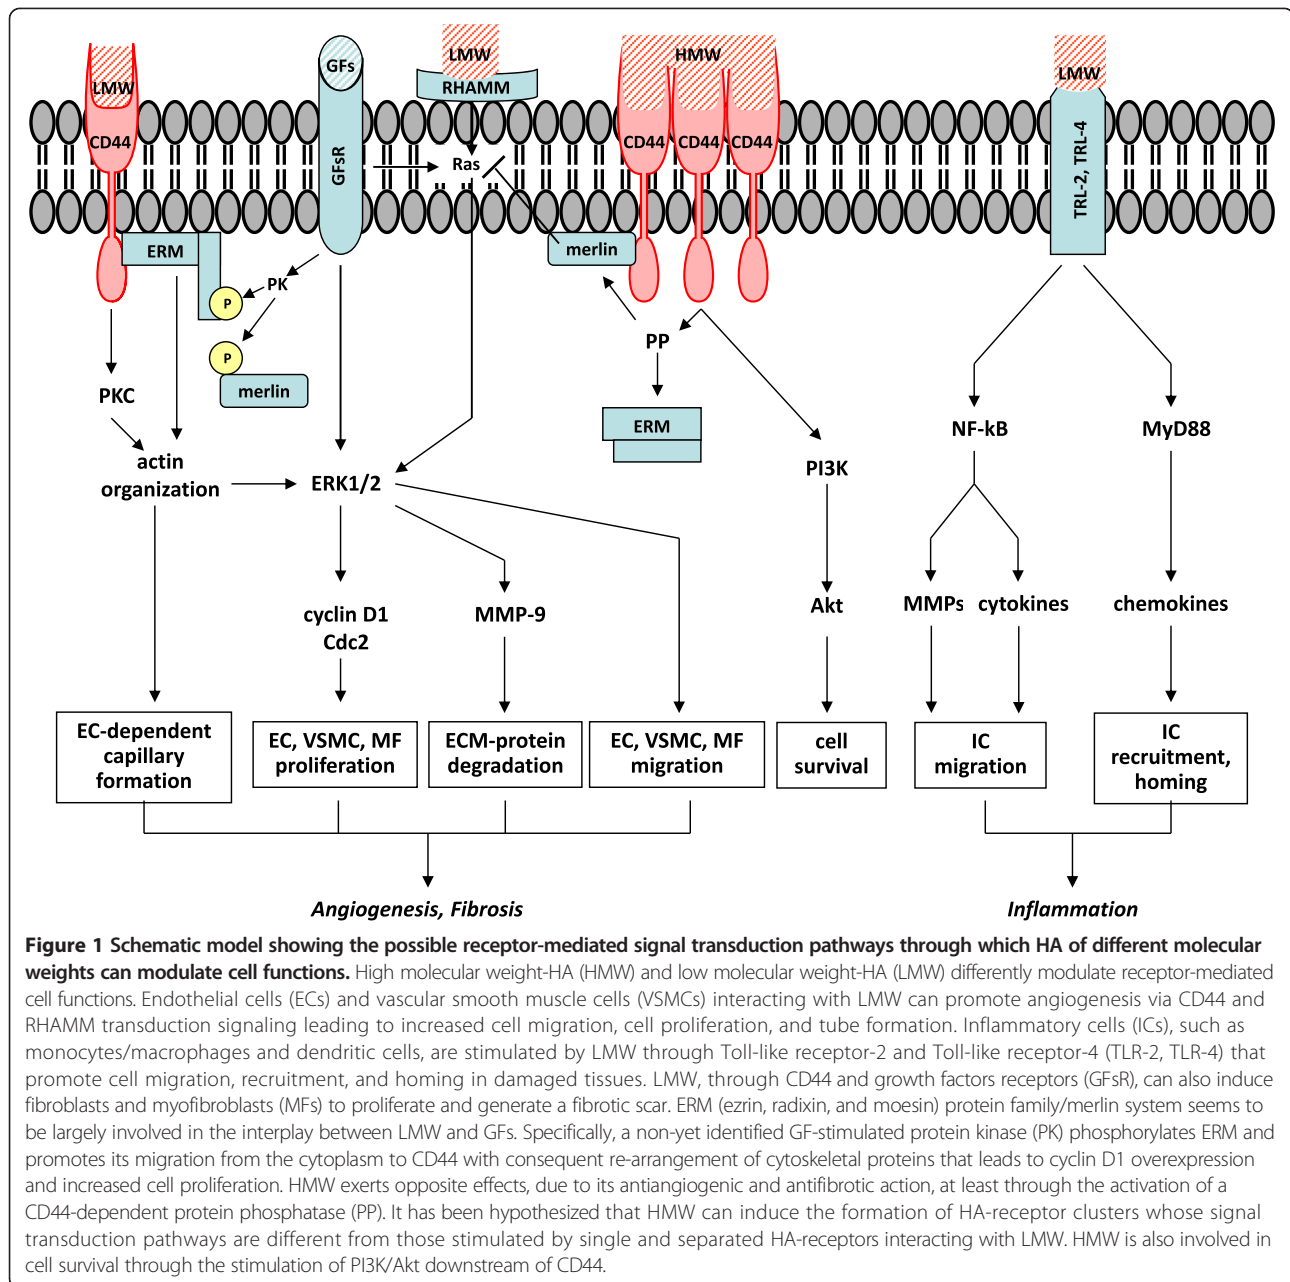 LMW
GFs
LMW
HMW
LMW
RHAMM
CD44
GFsR
Ras
CD44
CD44
CD44
TRL-2, TRL-4
ERM
merlin
PK
P
P
merlin
PP
ERM
PKC
NF-kB
MyD88
actin
organization
ERK1/2
PI3K
cyclin D1
Cdc2
MMP-9
Akt
MMPs
cytokines
chemokines
EC-dependent
capillary
formation
EC, VSMC, MF
proliferation
ECM-protein
degradation
EC, VSMC, MF
migration
cell
survival
IC
migration
IC
recruitment,
homing
Angiogenesis, Fibrosis
Inflammation
Figure 1 Schematic model showing the possible receptor-mediated signal transduction pathways through which HA of different molecular
weights can modulate cell functions. High molecular weight-HA (HMW) and low molecular weight-HA (LMW) differently modulate receptor-mediated
cell functions. Endothelial cells (ECs) and vascular smooth muscle cells (VSMCs) interacting with LMW can promote angiogenesis via CD44 and
RHAMM transduction signaling leading to increased cell migration, cell proliferation, and tube formation. Inflammatory cells (ICs), such as
monocytes/macrophages and dendritic cells, are stimulated by LMW through Toll-like receptor-2 and Toll-like receptor-4 (TLR-2, TLR-4) that
promote cell migration, recruitment, and homing in damaged tissues. LMW, through CD44 and growth factors receptors (GFsR), can also induce
fibroblasts and myofibroblasts (MFs) to proliferate and generate a fibrotic scar. ERM (ezrin, radixin, and moesin) protein family/merlin system seems to
be largely involved in the interplay between LMW and GFs. Specifically, a non-yet identified GF-stimulated protein kinase (PK) phosphorylates ERM and
promotes its migration from the cytoplasm to CD44 with consequent re-arrangement of cytoskeletal proteins that leads to cyclin D1 overexpression
and increased cell proliferation. HMW exerts opposite effects, due to its antiangiogenic and antifibrotic action, at least through the activation of a
CD44-dependent protein phosphatase (PP). It has been hypothesized that HMW can induce the formation of HA-receptor clusters whose signal
transduction pathways are different from those stimulated by single and separated HA-receptors interacting with LMW. HMW is also involved in
cell survival through the stimulation of PI3K/Akt downstream of CD44.